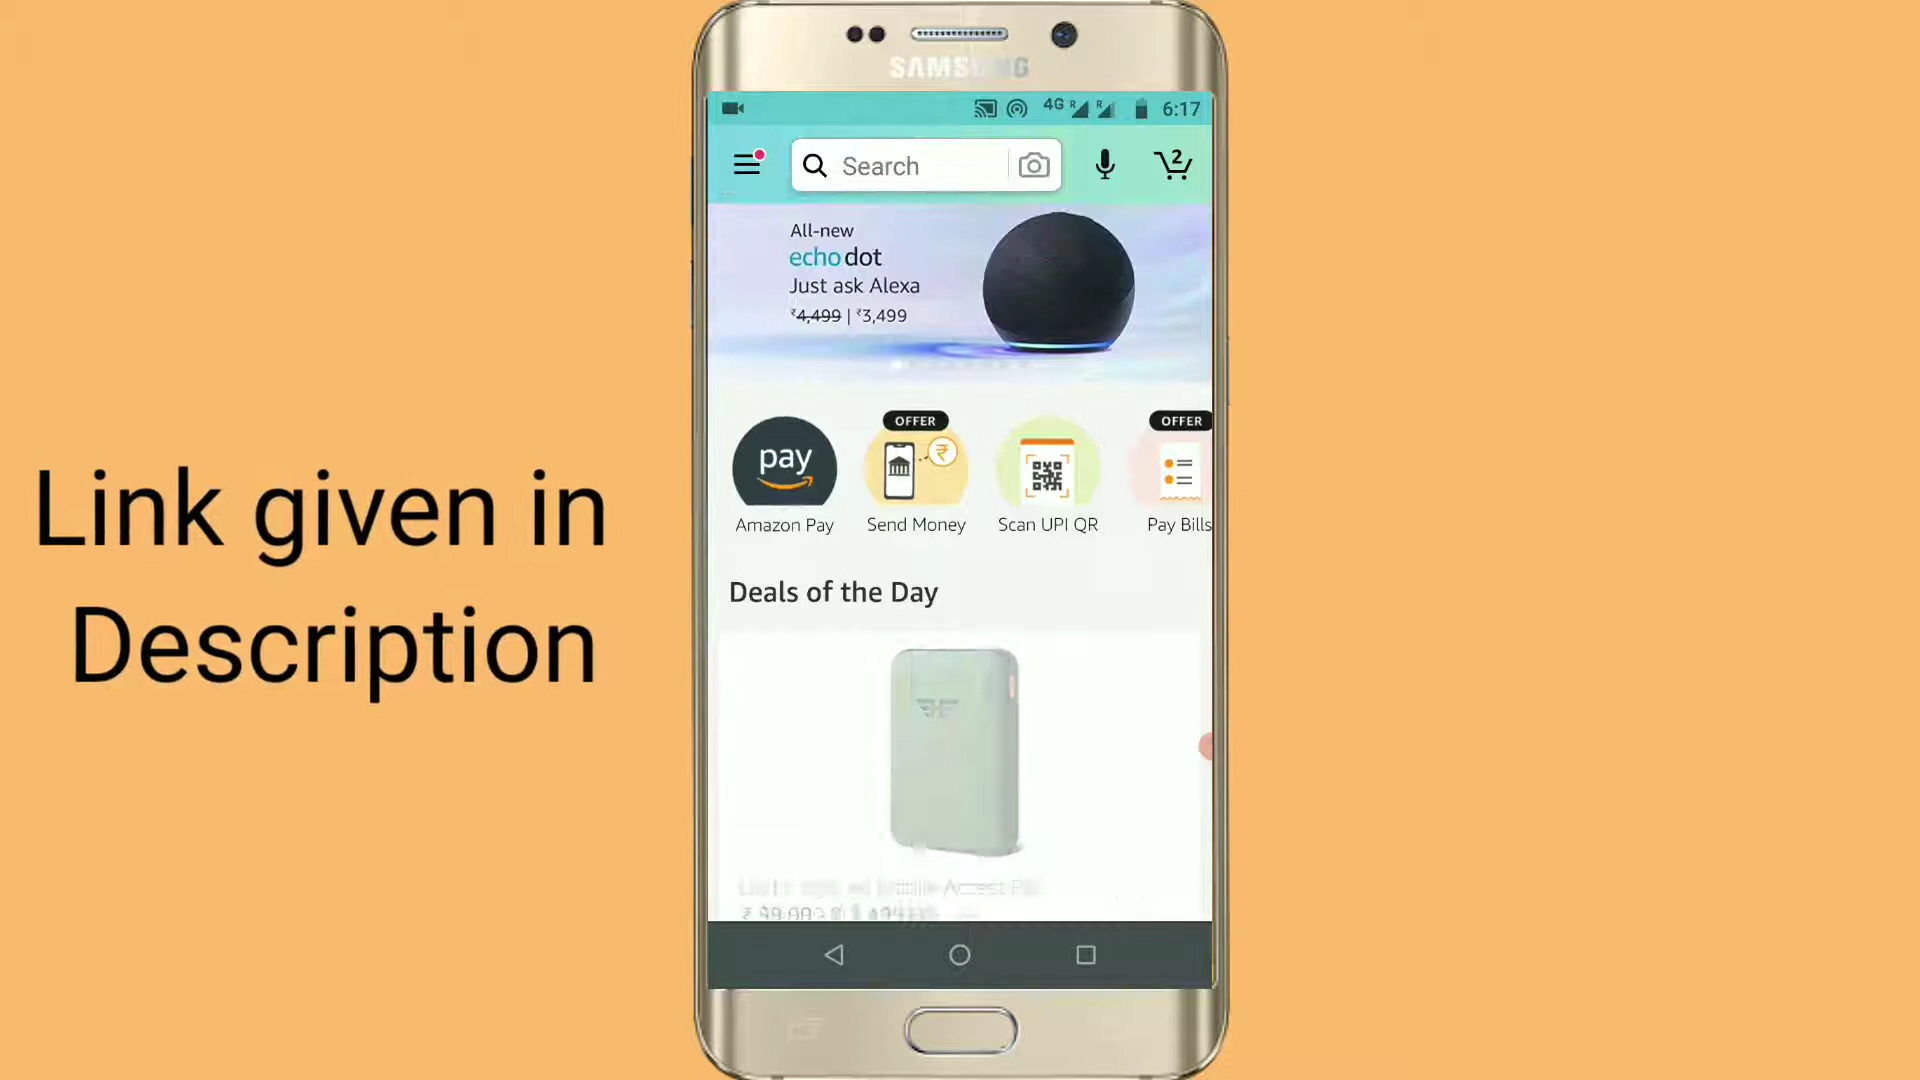 SAMSUNG
4G R R 6:17
Search
2
All-new
echo dot
Just ask Alexa
₹4,499 | ₹3,499
OFFER
OFFER
pay
Amazon Pay
Send Money
Scan UPI QR
Pay Bills
Deals of the Day
Link given in
Description